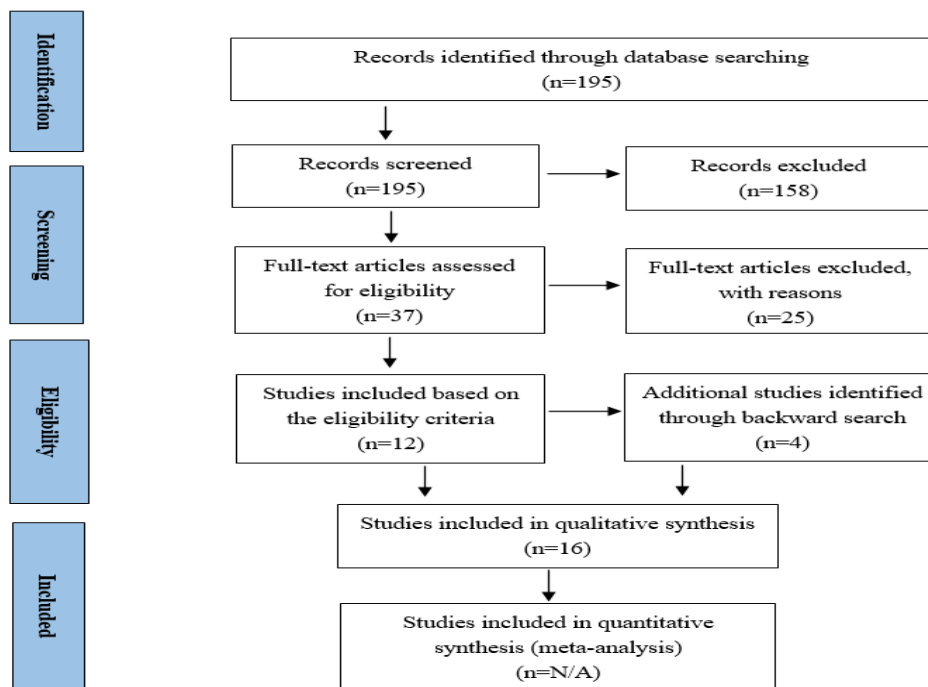 Identification
Records identified through database searching
(n=195)
Records screened
(n=195)
Records excluded
(n=158)
Screening
Full-text articles assessed
for eligibility
(n=37)
Full-text articles excluded,
with reasons
(n=25)
Eligibility
Studies included based on
the eligibility criteria
(n=12)
Additional studies identified
through backward search
(n=4)
Included
Studies included in qualitative synthesis
(n=16)
Studies included in quantitative
synthesis (meta-analysis)
(n=N/A)